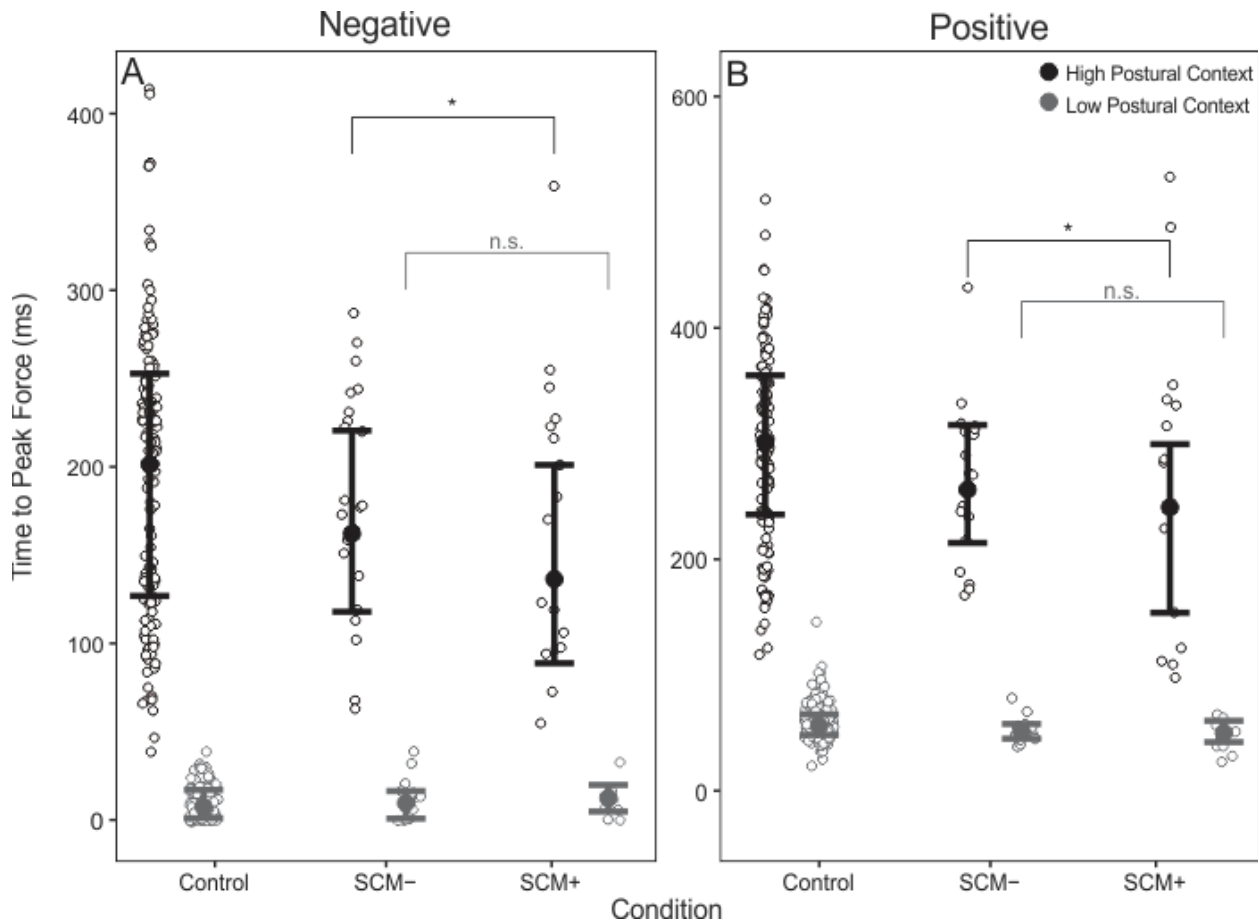 Negative
Positive
A
B
High Postural Context
Low Postural Context
Time to Peak Force (ms)
400
300
200
100
0
*
n.s.
600
400
200
0
*
n.s.
Control
SCM−
SCM+
Control
SCM−
SCM+
Condition